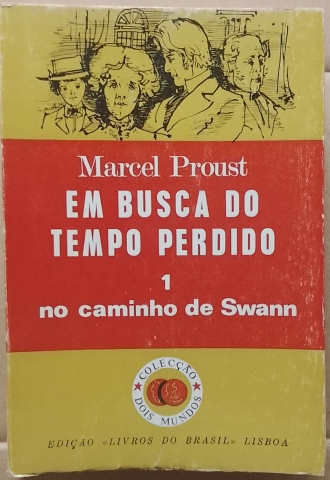 Marcel Proust
EM BUSCA DO
TEMPO PERDIDO
1
no caminho de Swann
COLECÇÃO
DOIS MUNDOS
EDIÇÃO «LIVROS DO BRASIL» LISBOA